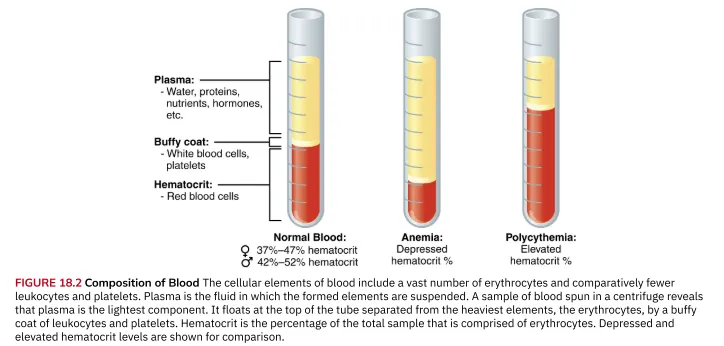 Plasma:
- Water, proteins,
nutrients, hormones,
etc.
Buffy coat:
- White blood cells,
platelets
Hematocrit:
- Red blood cells
Normal Blood:
♀ 37%–47% hematocrit
♂ 42%–52% hematocrit
Anemia:
Depressed
hematocrit %
Polycythemia:
Elevated
hematocrit %
FIGURE 18.2 Composition of Blood The cellular elements of blood include a vast number of erythrocytes and comparatively fewer
leukocytes and platelets. Plasma is the fluid in which the formed elements are suspended. A sample of blood spun in a centrifuge reveals
that plasma is the lightest component. It floats at the top of the tube separated from the heaviest elements, the erythrocytes, by a buffy
coat of leukocytes and platelets. Hematocrit is the percentage of the total sample that is comprised of erythrocytes. Depressed and
elevated hematocrit levels are shown for comparison.